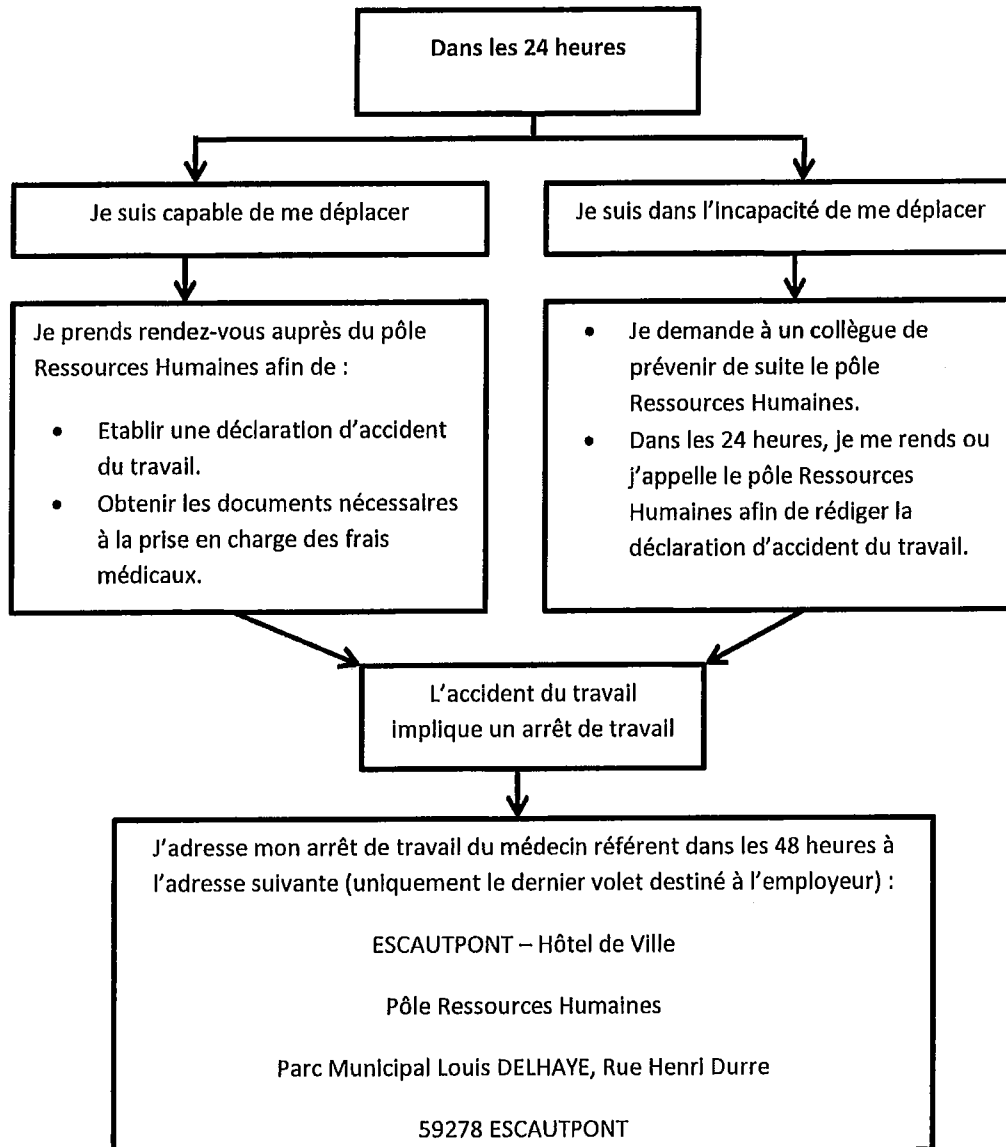 Dans les 24 heures
Je suis capable de me déplacer
Je suis dans l'incapacité de me déplacer
Je prends rendez-vous auprès du pôle
Ressources Humaines afin de :
• Etablir une déclaration d'accident
du travail.
• Obtenir les documents nécessaires
à la prise en charge des frais
médicaux.
• Je demande à un collègue de
prévenir de suite le pôle
Ressources Humaines.
• Dans les 24 heures, je me rends ou
j'appelle le pôle Ressources
Humaines afin de rédiger la
déclaration d'accident du travail.
L'accident du travail
implique un arrêt de travail
J'adresse mon arrêt de travail du médecin référent dans les 48 heures à
l'adresse suivante (uniquement le dernier volet destiné à l'employeur) :
ESCAUTPONT – Hôtel de Ville
Pôle Ressources Humaines
Parc Municipal Louis DELHAYE, Rue Henri Durre
59278 ESCAUTPONT